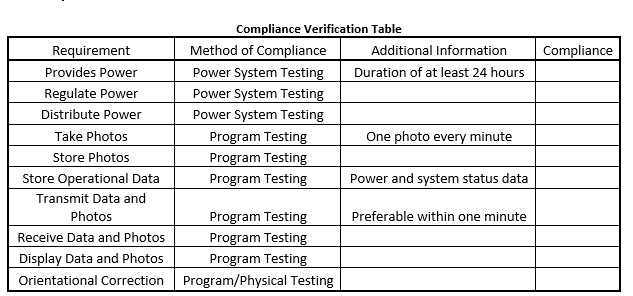 Compliance Verification Table
Requirement Method of Compliance Additional Information Compliance
Provides Power Power System Testing Duration of at least 24 hours
Regulate Power Power System Testing
Distribute Power Power System Testing
Take Photos Program Testing One photo every minute
Store Photos Program Testing
Store Operational Data Program Testing Power and system status data
Transmit Data and
Photos Program Testing Preferable within one minute
Receive Data and Photos Program Testing
Display Data and Photos Program Testing
Orientational Correction Program/Physical Testing